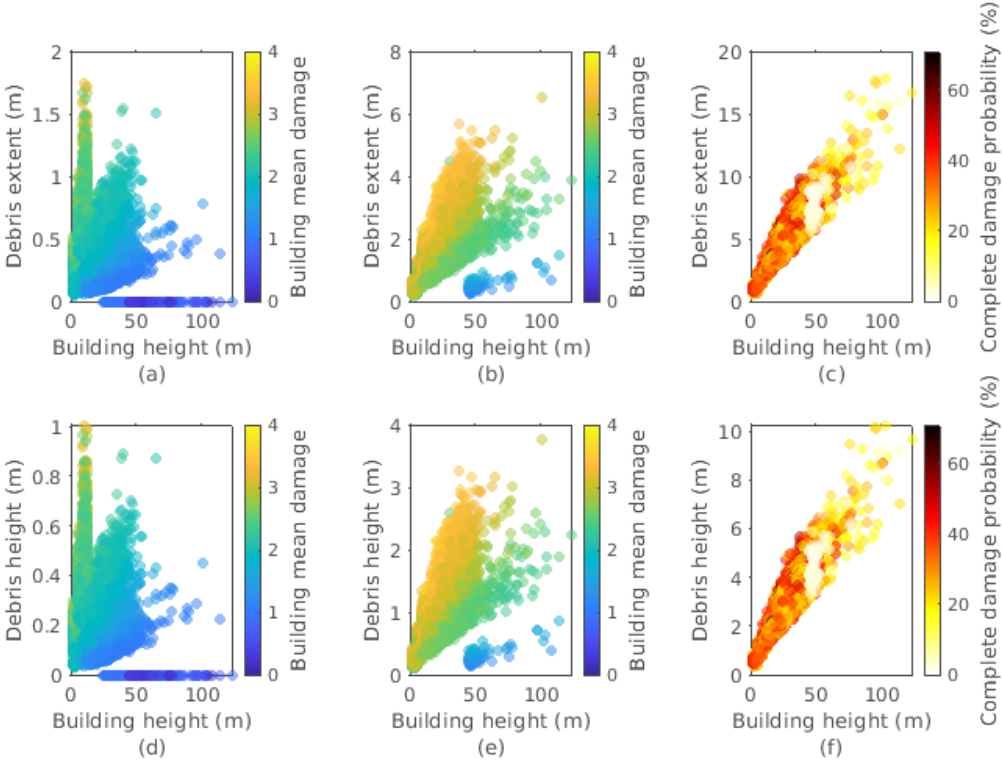 2
1.5
1
0.5
0
0 50 100
Debris extent (m)
Building height (m)
(a)
4
3
2
1
0
Building mean damage
8
6
4
2
0
0 50 100
Debris extent (m)
Building height (m)
(b)
4
3
2
1
0
Building mean damage
20
15
10
5
0
0 50 100
Debris extent (m)
Building height (m)
(c)
60
40
20
0
Complete damage probability (%)
1
0.8
0.6
0.4
0.2
0
0 50 100
Debris height (m)
Building height (m)
(d)
4
3
2
1
0
Building mean damage
4
3
2
1
0
0 50 100
Debris height (m)
Building height (m)
(e)
4
3
2
1
0
Building mean damage
10
8
6
4
2
0
0 50 100
Debris height (m)
Building height (m)
(f)
60
40
20
0
Complete damage probability (%)